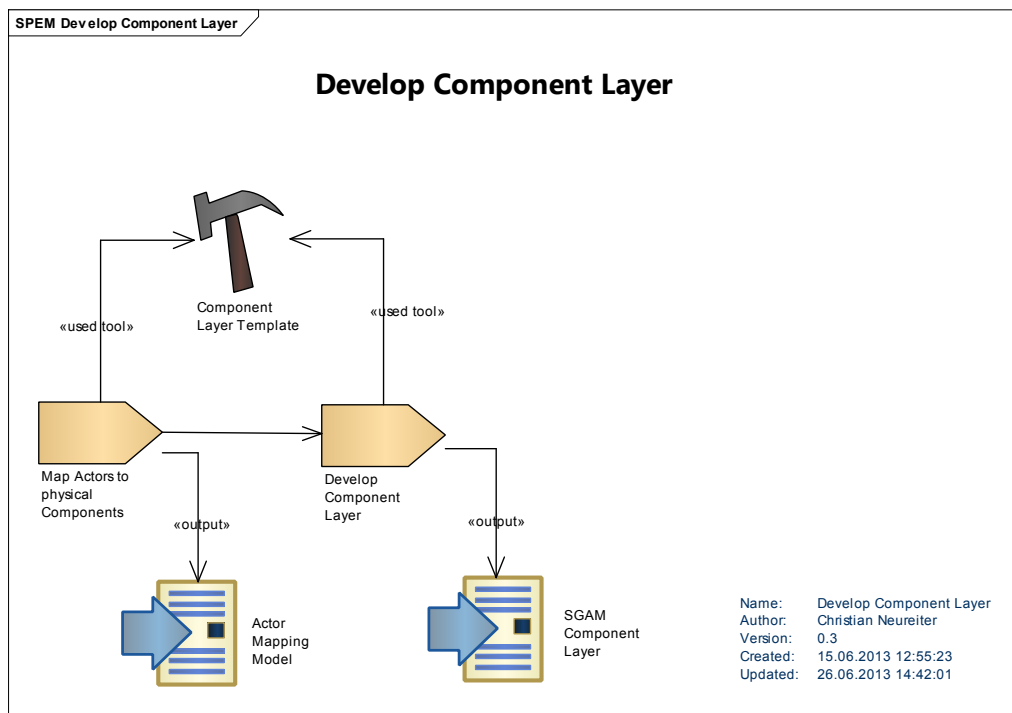 SPEM Develop Component Layer
Develop Component Layer
Component
Layer Template
«used tool»
«used tool»
Map Actors to
physical
Components
Develop
Component
Layer
«output»
«output»
Actor
Mapping
Model
SGAM
Component
Layer
Name: Develop Component Layer
Author: Christian Neureiter
Version: 0.3
Created: 15.06.2013 12:55:23
Updated: 26.06.2013 14:42:01